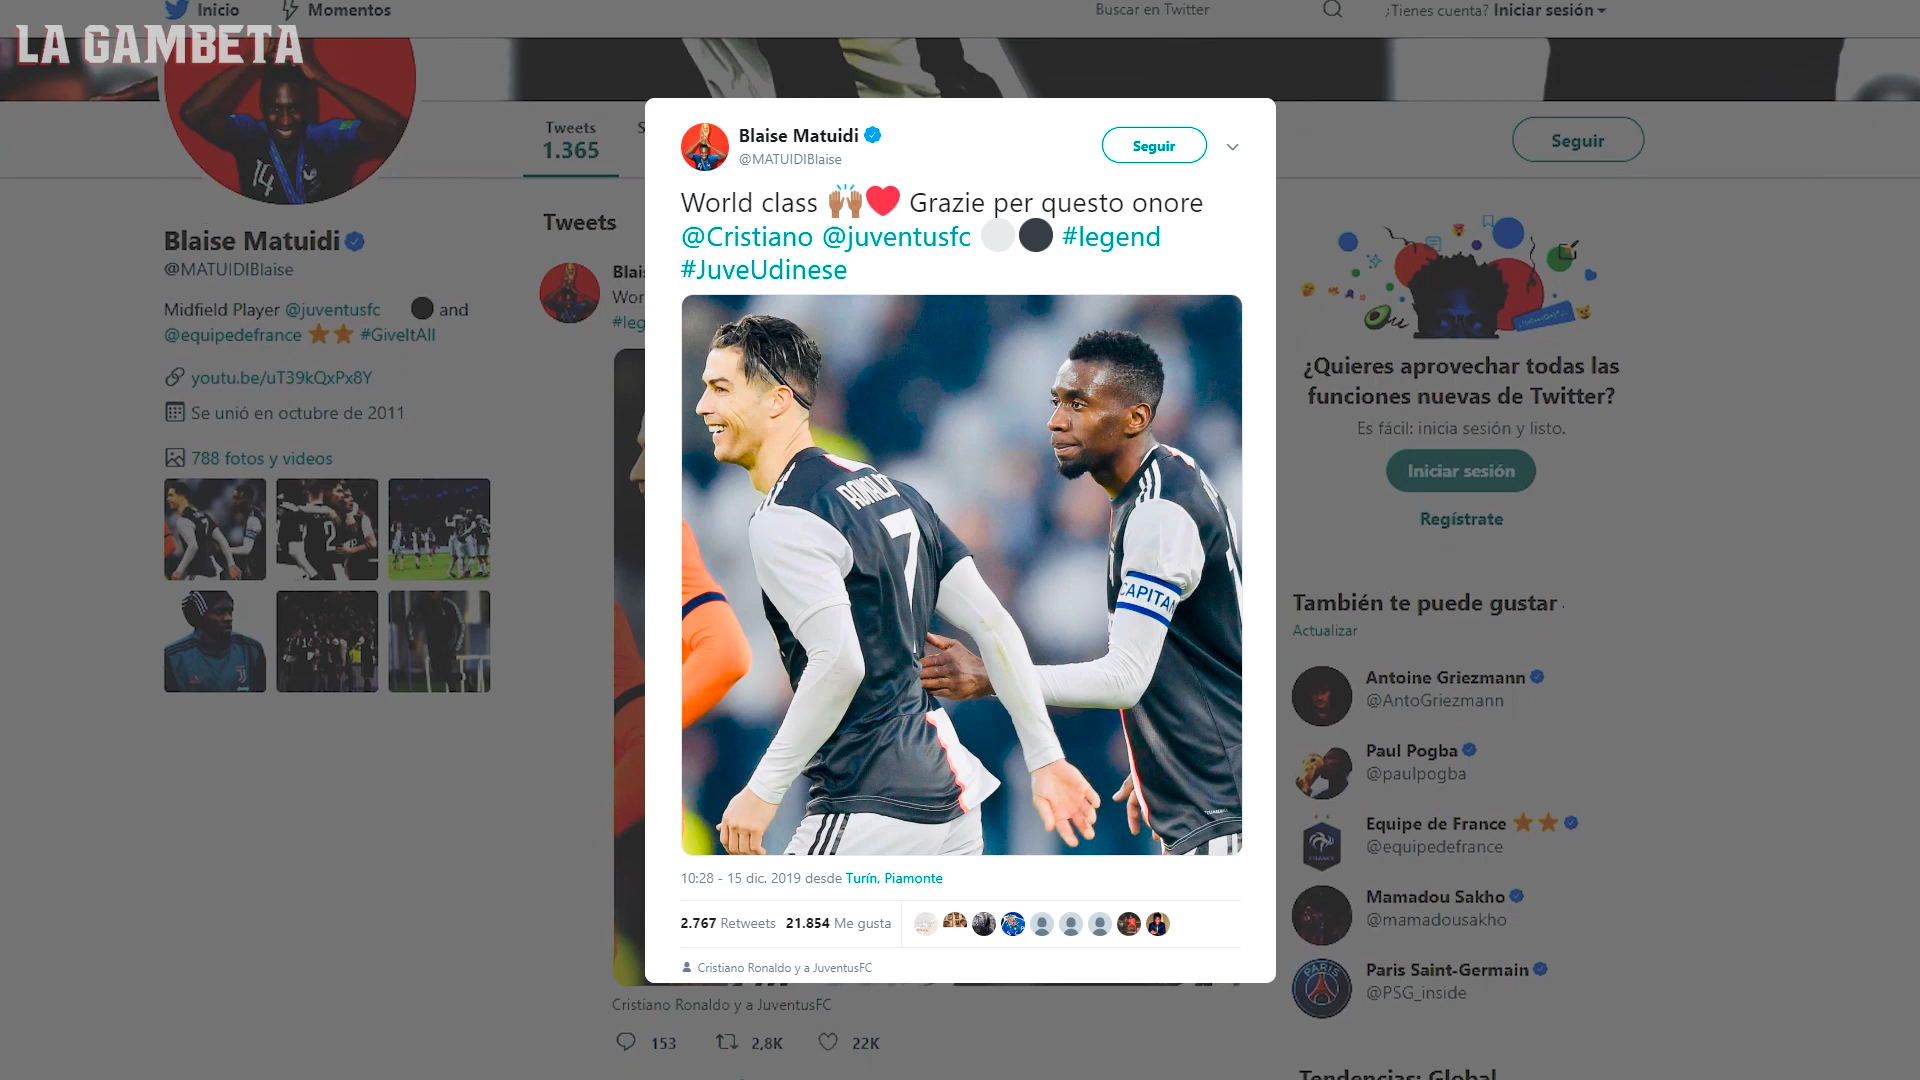 Inicio
Momentos
Buscar en Twitter
¿Tienes cuenta? Iniciar sesión
LA GAMBETA
Tweets
1.365
Seguir
Blaise Matuidi
@MATUIDIBlaise
Midfield Player @juventusfc and
@equipedefrance #GiveItAll
youtu.be/uT39kQxPx8Y
Se unió en octubre de 2011
788 fotos y videos
Tweets
Blai
Wor
#leg
Blaise Matuidi
@MATUIDIBlaise
Seguir
World class 🙌🏽❤️ Grazie per questo onore
@Cristiano @juventusfc ⚪⚫ #legend
#JuveUdinese
RONALDO
7
CAPITA
10:28 - 15 dic. 2019 desde Turín, Piamonte
2.767 Retweets 21.854 Me gusta
Cristiano Ronaldo y a JuventusFC
Cristiano Ronaldo y a JuventusFC
153
2,8K
22K
¿Quieres aprovechar todas las
funciones nuevas de Twitter?
Es fácil: inicia sesión y listo.
Iniciar sesión
Regístrate
También te puede gustar
Actualizar
Antoine Griezmann
@AntoGriezmann
Paul Pogba
@paulpogba
Equipe de France
@equipedefrance
Mamadou Sakho
@mamadousakho
Paris Saint-Germain
@PSG_inside
Tendencias: Global